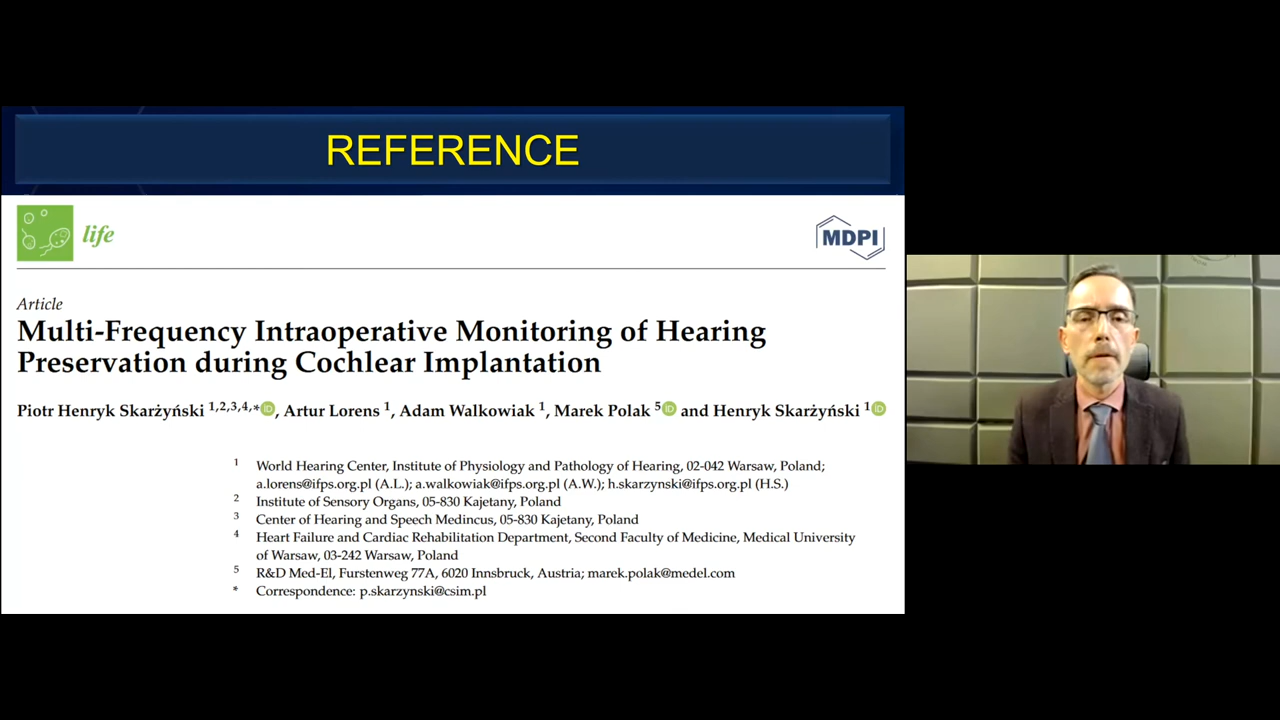 REFERENCE
life
MDPI
Article
Multi-Frequency Intraoperative Monitoring of Hearing
Preservation during Cochlear Implantation
Piotr Henryk Skarżyński 1,2,3,4,*, Artur Lorens 1, Adam Walkowiak 1, Marek Polak 5 and Henryk Skarżyński 1
1 World Hearing Center, Institute of Physiology and Pathology of Hearing, 02-042 Warsaw, Poland;
a.lorens@ifps.org.pl (A.L.); a.walkowiak@ifps.org.pl (A.W.); h.skarzynski@ifps.org.pl (H.S.)
2 Institute of Sensory Organs, 05-830 Kajetany, Poland
3 Center of Hearing and Speech Medincus, 05-830 Kajetany, Poland
4 Heart Failure and Cardiac Rehabilitation Department, Second Faculty of Medicine, Medical University
of Warsaw, 03-242 Warsaw, Poland
5 R&D Med-El, Furstenweg 77A, 6020 Innsbruck, Austria; marek.polak@medel.com
* Correspondence: p.skarzynski@csim.pl